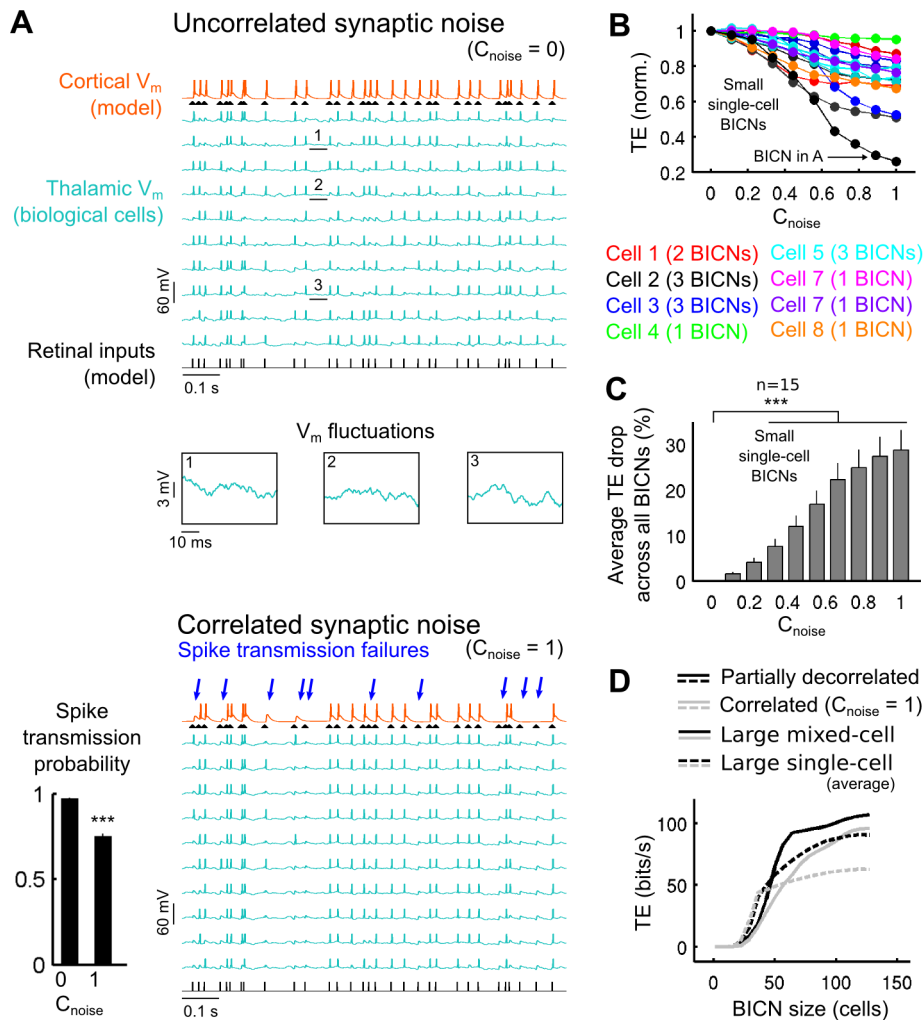 A
Uncorrelated synaptic noise
(Cnoise = 0)
Cortical Vm
(model)
1
Thalamic Vm
(biological cells)
2
3
60 mV
Retinal inputs
(model)
0.1 s
Vm fluctuations
1
2
3
3 mV
10 ms
Correlated synaptic noise
Spike transmission failures
(Cnoise = 1)
Spike
transmission
probability
1
***
0.5
0
0 1
Cnoise
60 mV
0.1 s
B
TE (norm.)
1
0.8
0.6
0.4
0.2
Small
single-cell
BICNs
BICN in A
0 0.2 0.4 0.6 0.8 1
Cnoise
Cell 1 (2 BICNs)
Cell 2 (3 BICNs)
Cell 3 (3 BICNs)
Cell 4 (1 BICN)
Cell 5 (3 BICNs)
Cell 7 (1 BICN)
Cell 7 (1 BICN)
Cell 8 (1 BICN)
C
n=15
***
Small
single-cell
BICNs
Average TE drop
across all BICNs (%)
30
20
10
0
0 0.2 0.4 0.6 0.8 1
Cnoise
D
Partially decorrelated
Correlated (Cnoise = 1)
Large mixed-cell
Large single-cell
(average)
TE (bits/s)
100
50
0
0 50 100 150
BICN size (cells)